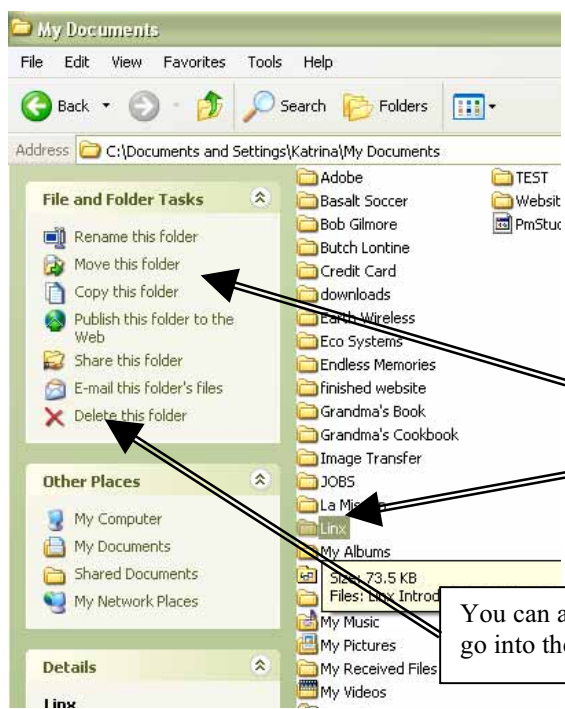 My Documents
File Edit View Favorites Tools Help
Back Search Folders
Address C:\Documents and Settings\Katrina\My Documents
File and Folder Tasks
Rename this folder
Move this folder
Copy this folder
Publish this folder to the
Web
Share this folder
E-mail this folder's files
Delete this folder
Other Places
My Computer
My Documents
Shared Documents
My Network Places
Details
Linx
Adobe
Basalt Soccer
Bob Gilmore
Butch Lontine
Credit Card
downloads
Earth Wireless
Eco Systems
Endless Memories
finished website
Grandma's Book
Grandma's Cookbook
Image Transfer
JOBS
La
Linx
My Albums
Size: 73.5 KB
Files: Linx Introd
My Music
My Pictures
My Received Files
My Videos
TEST
Websit
PmStud
You can a
go into the